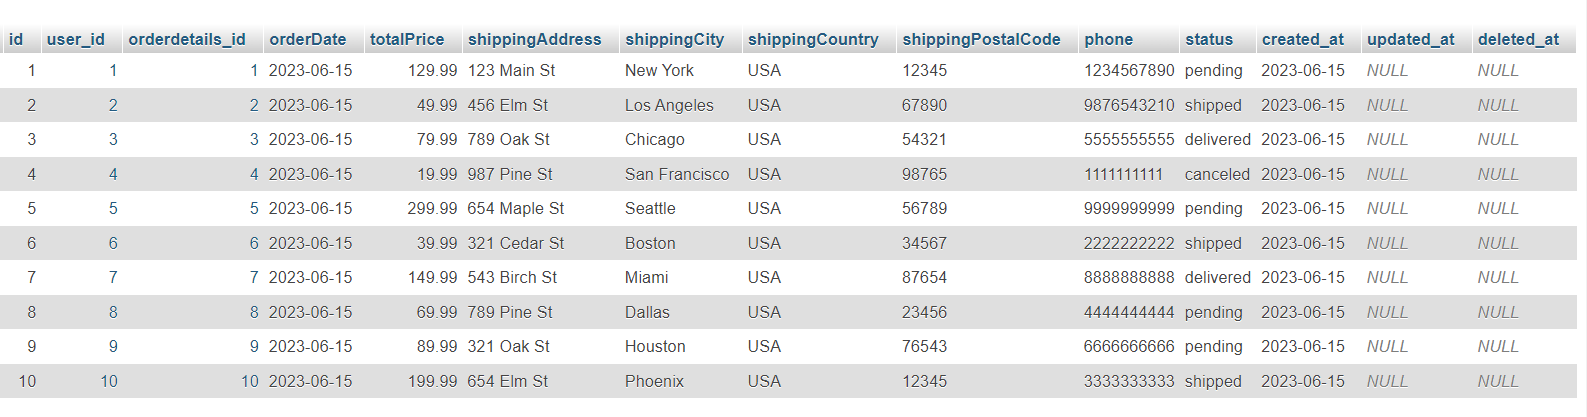 id user_id orderdetails_id orderDate totalPrice shippingAddress shippingCity shippingCountry shippingPostalCode phone status created_at updated_at deleted_at
1 1 1 2023-06-15 129.99 123 Main St New York USA 12345 1234567890 pending 2023-06-15 NULL NULL
2 2 2 2023-06-15 49.99 456 Elm St Los Angeles USA 67890 9876543210 shipped 2023-06-15 NULL NULL
3 3 3 2023-06-15 79.99 789 Oak St Chicago USA 54321 5555555555 delivered 2023-06-15 NULL NULL
4 4 4 2023-06-15 19.99 987 Pine St San Francisco USA 98765 1111111111 canceled 2023-06-15 NULL NULL
5 5 5 2023-06-15 299.99 654 Maple St Seattle USA 56789 9999999999 pending 2023-06-15 NULL NULL
6 6 6 2023-06-15 39.99 321 Cedar St Boston USA 34567 2222222222 shipped 2023-06-15 NULL NULL
7 7 7 2023-06-15 149.99 543 Birch St Miami USA 87654 8888888888 delivered 2023-06-15 NULL NULL
8 8 8 2023-06-15 69.99 789 Pine St Dallas USA 23456 4444444444 pending 2023-06-15 NULL NULL
9 9 9 2023-06-15 89.99 321 Oak St Houston USA 76543 6666666666 pending 2023-06-15 NULL NULL
10 10 10 2023-06-15 199.99 654 Elm St Phoenix USA 12345 3333333333 shipped 2023-06-15 NULL NULL